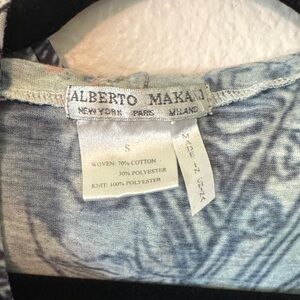 ALBERTO MAKALI
NEW YORK PARIS MILANO
S
WOVEN: 70% COTTON
30% POLYESTER
KNIT: 100% POLYESTER
MADE IN CHINA